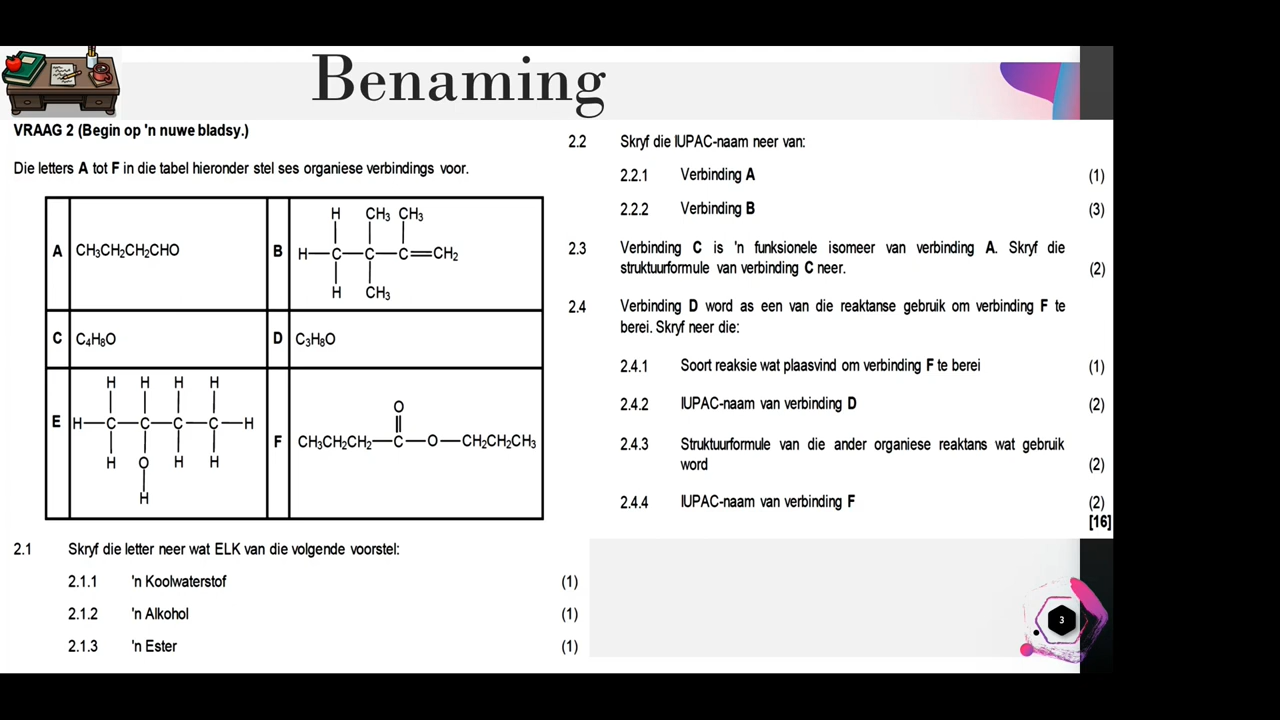 Benaming
VRAAG 2 (Begin op 'n nuwe bladsy.)
Die letters A tot F in die tabel hieronder stel ses organiese verbindings voor.
A
CH₃CH₂CH₂CHO
B
H CH₃ CH₃
H—C—C—C=CH₂
H CH₃
C
C₄H₈O
D
C₃H₈O
E
H H H H
H—C—C—C—C—H
H O H H
H
F
O
CH₃CH₂CH₂—C—O—CH₂CH₂CH₃
2.1 Skryf die letter neer wat ELK van die volgende voorstel:
2.1.1 'n Koolwaterstof (1)
2.1.2 'n Alkohol (1)
2.1.3 'n Ester (1)
2.2 Skryf die IUPAC-naam neer van:
2.2.1 Verbinding A (1)
2.2.2 Verbinding B (3)
2.3 Verbinding C is 'n funksionele isomeer van verbinding A. Skryf die
struktuurformule van verbinding C neer. (2)
2.4 Verbinding D word as een van die reaktanse gebruik om verbinding F te
berei. Skryf neer die:
2.4.1 Soort reaksie wat plaasvind om verbinding F te berei (1)
2.4.2 IUPAC-naam van verbinding D (2)
2.4.3 Struktuurformule van die ander organiese reaktans wat gebruik
word (2)
2.4.4 IUPAC-naam van verbinding F (2)
[16]
3